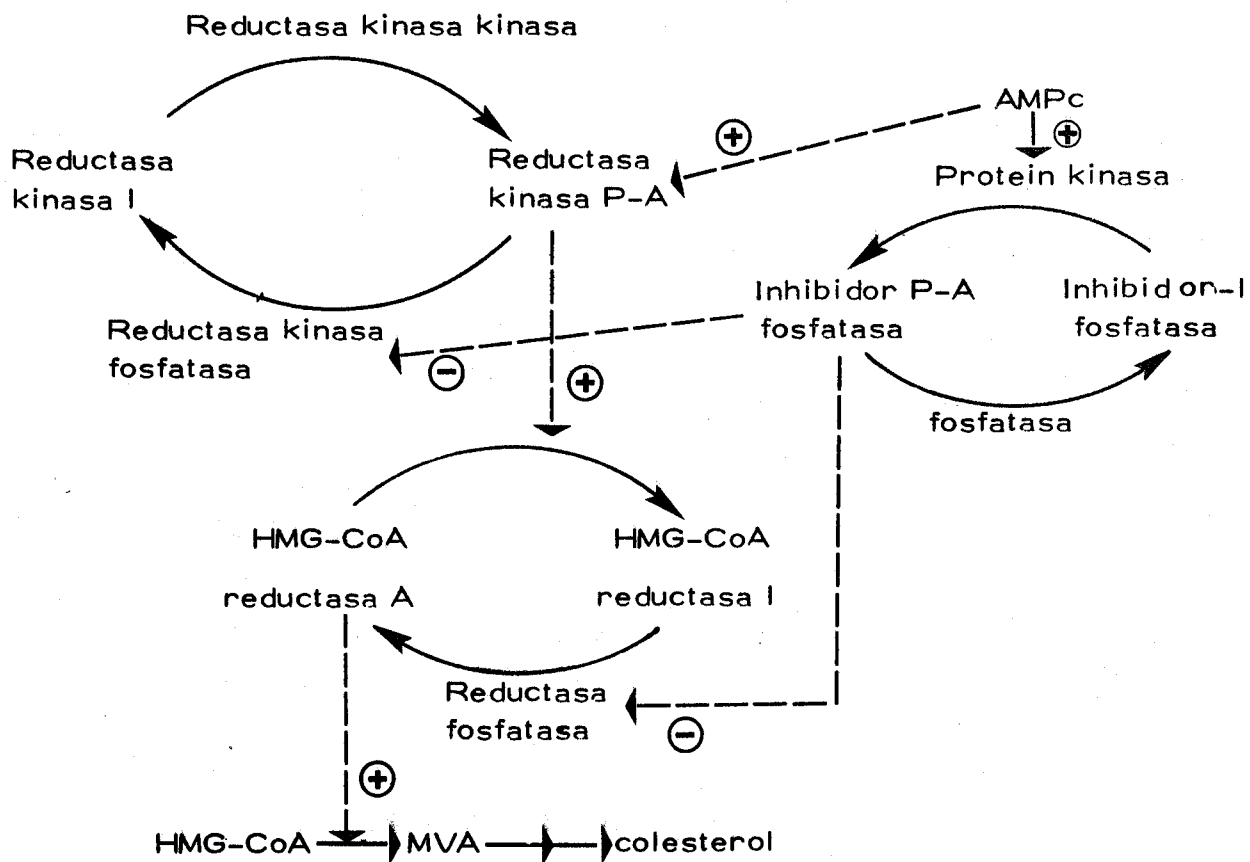 Reductasa kinasa kinasa
AMPc
+
+
Reductasa
kinasa I
Reductasa
kinasa P-A
Protein kinasa
Inhibidor P-A
fosfatasa
Inhibidor-I
fosfatasa
Reductasa kinasa
fosfatasa
−
+
fosfatasa
HMG-CoA
reductasa A
HMG-CoA
reductasa I
Reductasa
fosfatasa
−
+
HMG-CoA MVA colesterol